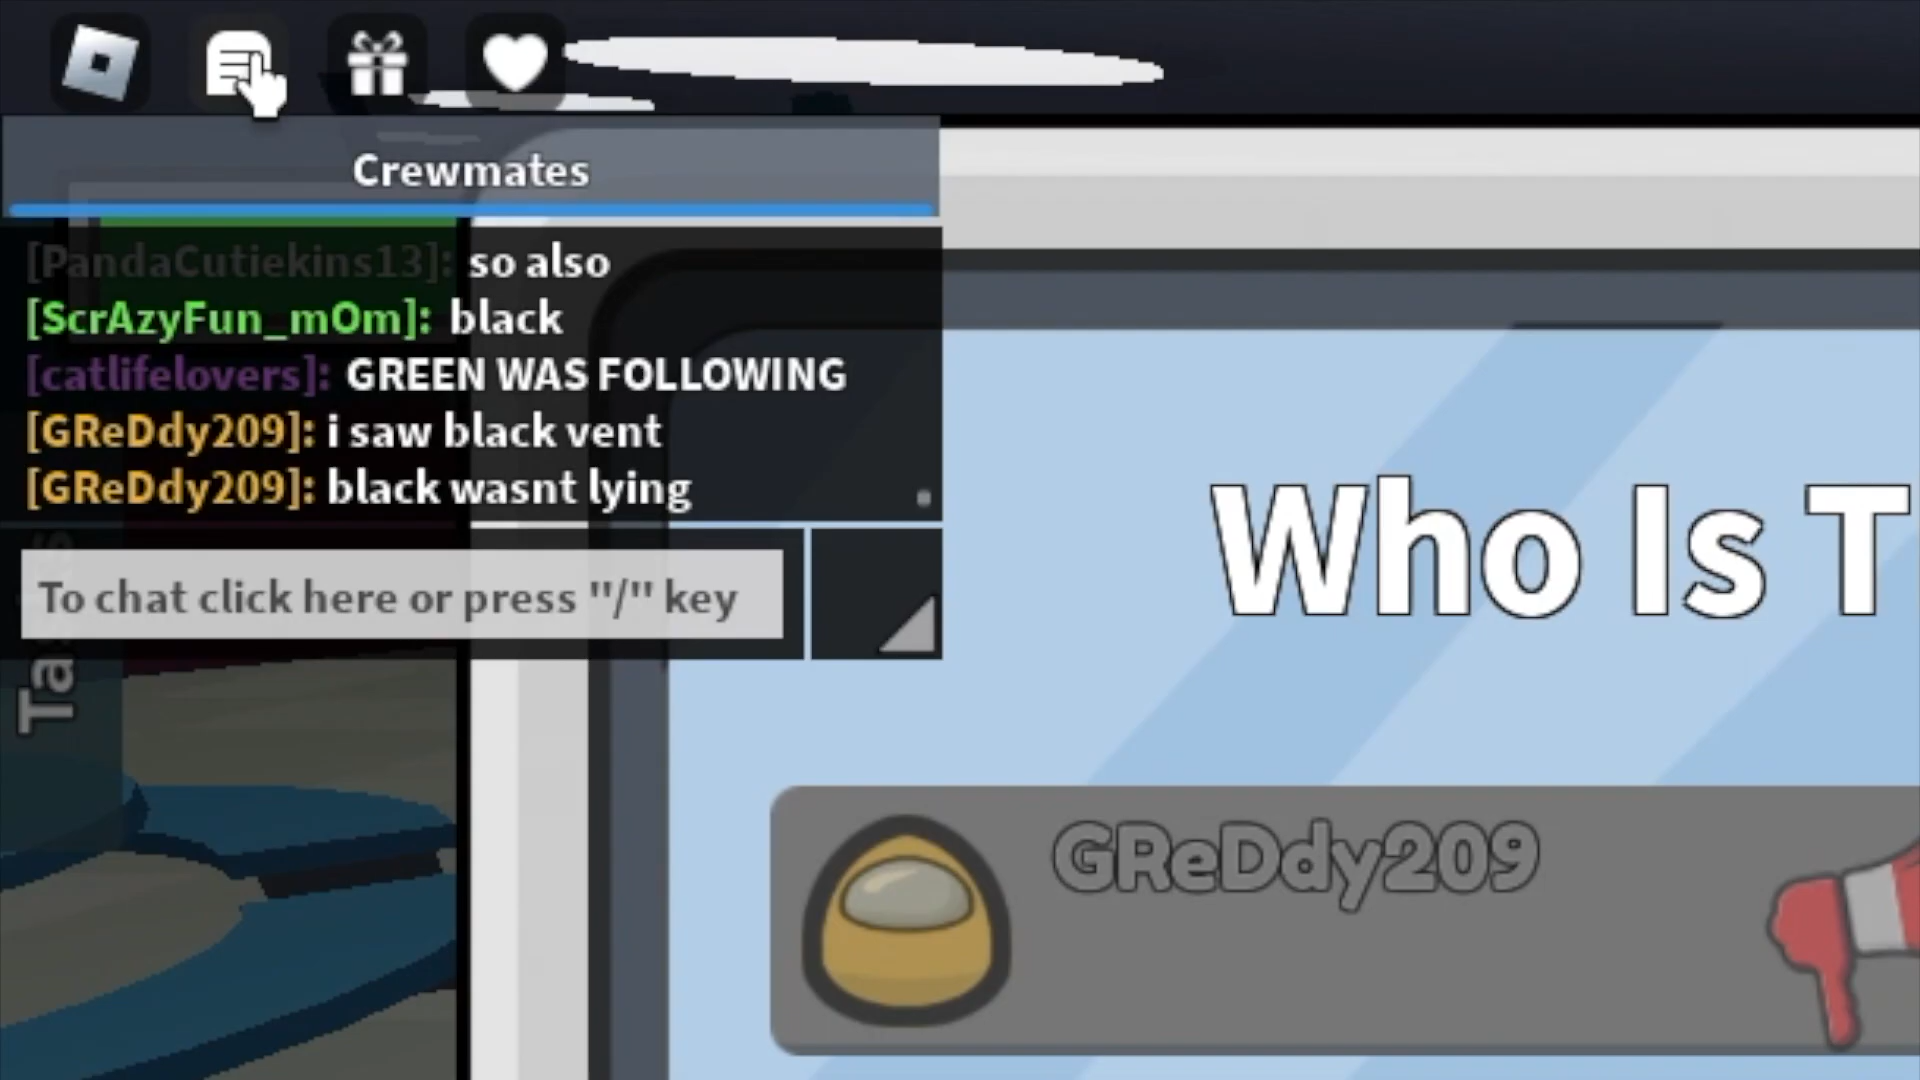 Crewmates
[PandaCutiekins13]: so also
[ScrAzyFun_mOm]: black
[catlifelovers]: GREEN WAS FOLLOWING
[GReDdy209]: i saw black vent
[GReDdy209]: black wasnt lying
To chat click here or press "/" key
Who Is T
GReDdy209